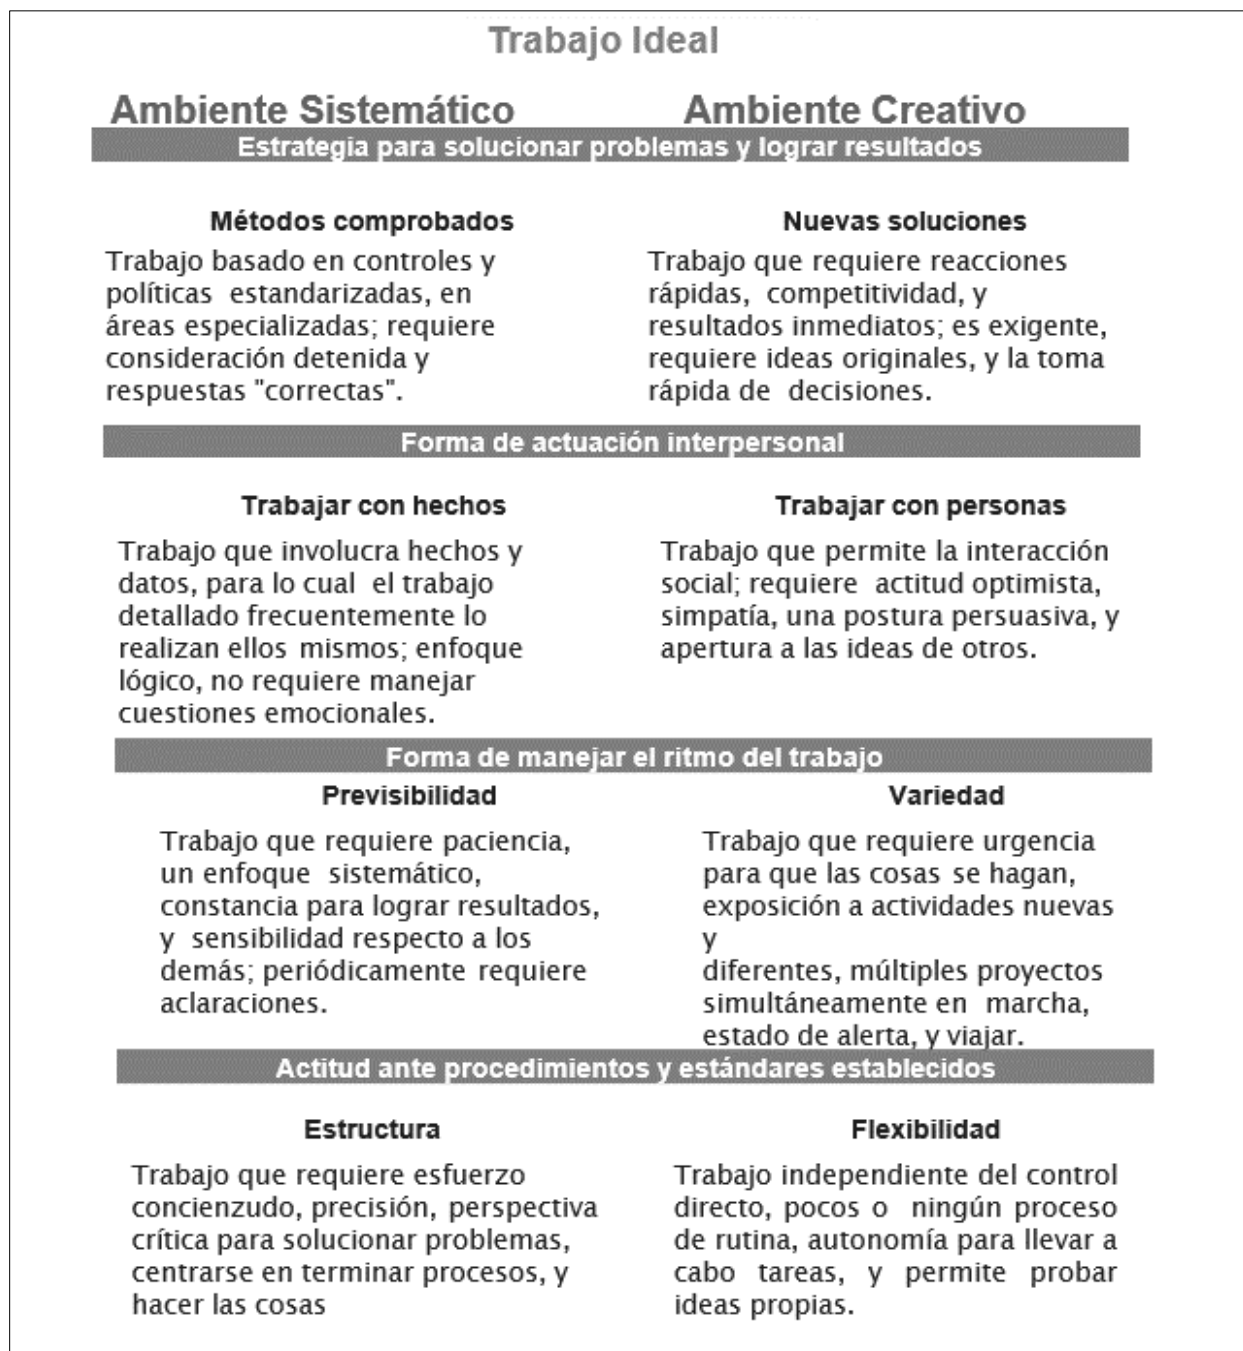 Trabajo Ideal
Ambiente Sistemático
Ambiente Creativo
Estrategia para solucionar problemas y lograr resultados
Métodos comprobados
Trabajo basado en controles y
políticas estandarizadas, en
áreas especializadas; requiere
consideración detenida y
respuestas "correctas".
Nuevas soluciones
Trabajo que requiere reacciones
rápidas, competitividad, y
resultados inmediatos; es exigente,
requiere ideas originales, y la toma
rápida de decisiones.
Forma de actuación interpersonal
Trabajar con hechos
Trabajo que involucra hechos y
datos, para lo cual el trabajo
detallado frecuentemente lo
realizan ellos mismos; enfoque
lógico, no requiere manejar
cuestiones emocionales.
Trabajar con personas
Trabajo que permite la interacción
social; requiere actitud optimista,
simpatía, una postura persuasiva, y
apertura a las ideas de otros.
Forma de manejar el ritmo del trabajo
Previsibilidad
Trabajo que requiere paciencia,
un enfoque sistemático,
constancia para lograr resultados,
y sensibilidad respecto a los
demás; periódicamente requiere
aclaraciones.
Variedad
Trabajo que requiere urgencia
para que las cosas se hagan,
exposición a actividades nuevas
y
diferentes, múltiples proyectos
simultáneamente en marcha,
estado de alerta, y viajar.
Actitud ante procedimientos y estándares establecidos
Estructura
Trabajo que requiere esfuerzo
concienzudo, precisión, perspectiva
crítica para solucionar problemas,
centrarse en terminar procesos, y
hacer las cosas
Flexibilidad
Trabajo independiente del control
directo, pocos o ningún proceso
de rutina, autonomía para llevar a
cabo tareas, y permite probar
ideas propias.